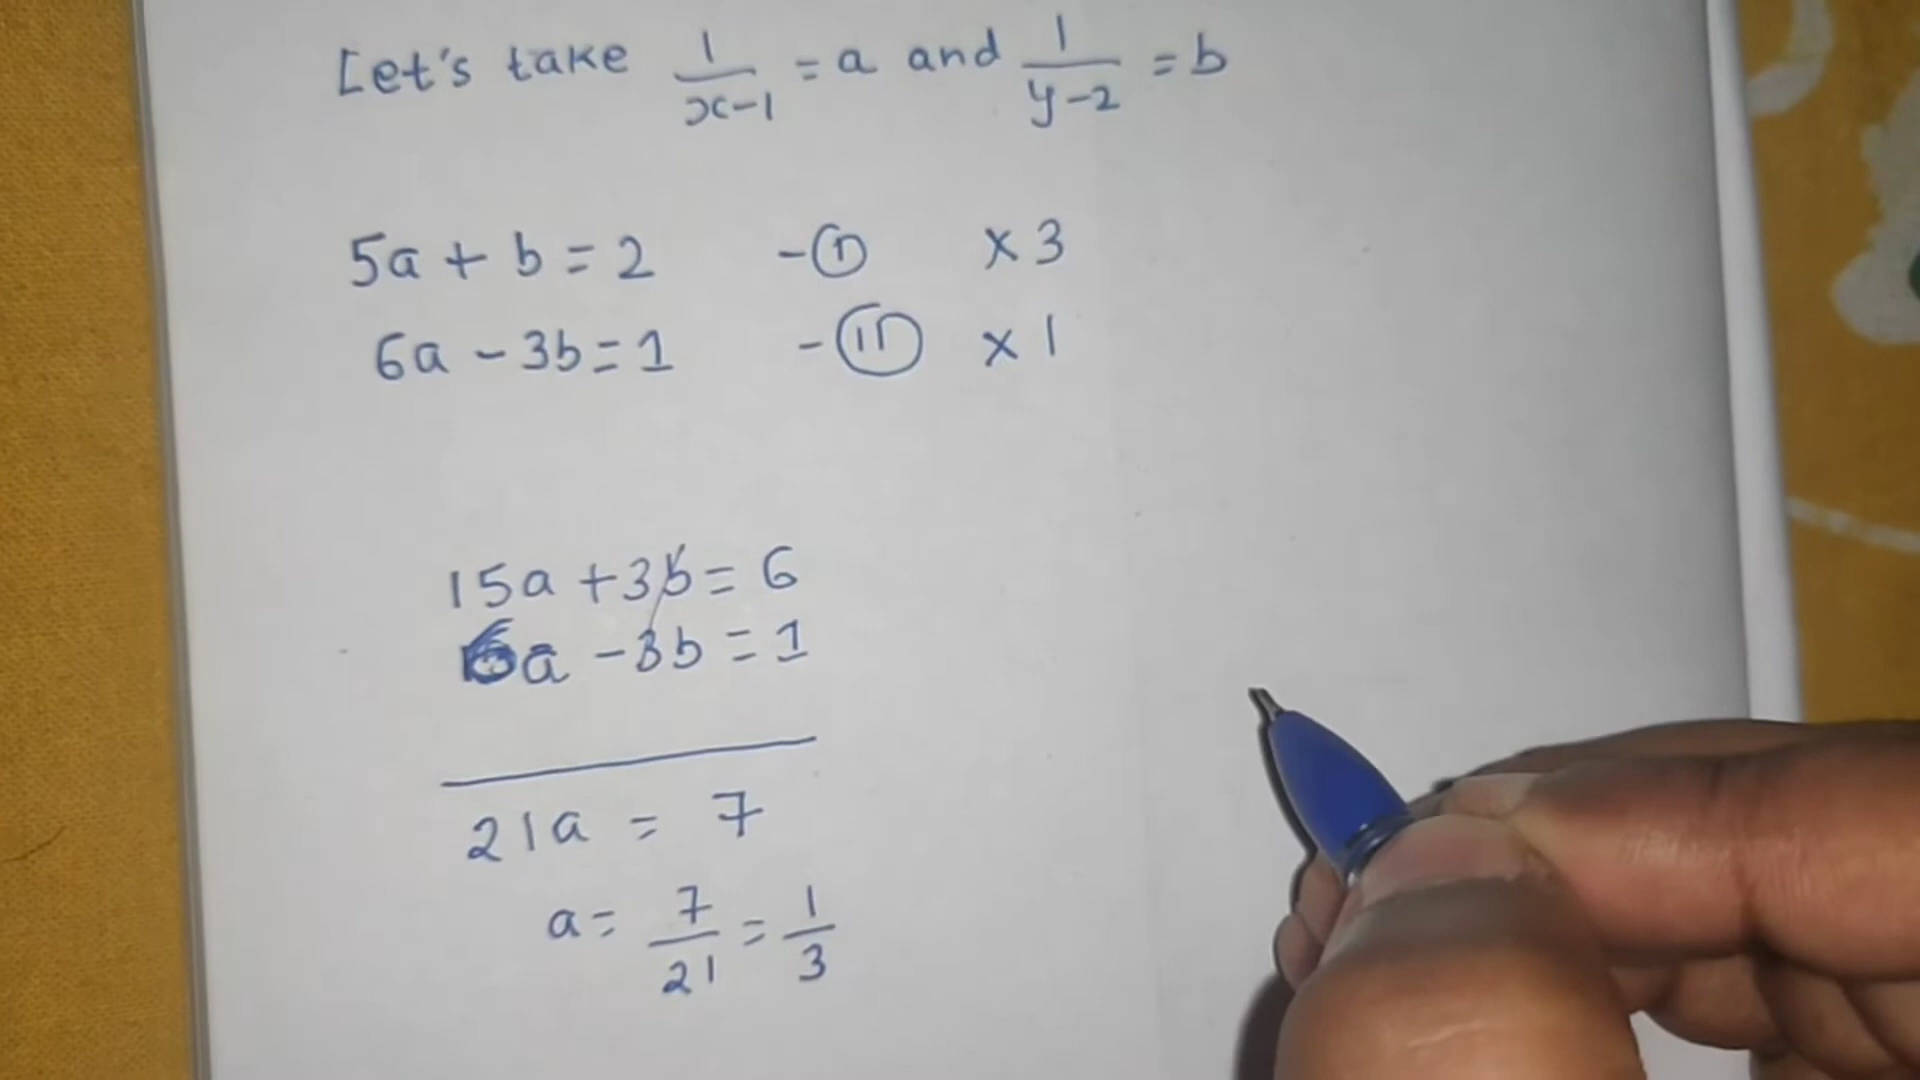 Let's take 1/(x-1) = a and 1/(y-2) = b
5a + b = 2 - (i) × 3
6a - 3b = 1 - (ii) × 1
15a + 3b = 6
6a - 3b = 1
21a = 7
a = 7/21 = 1/3